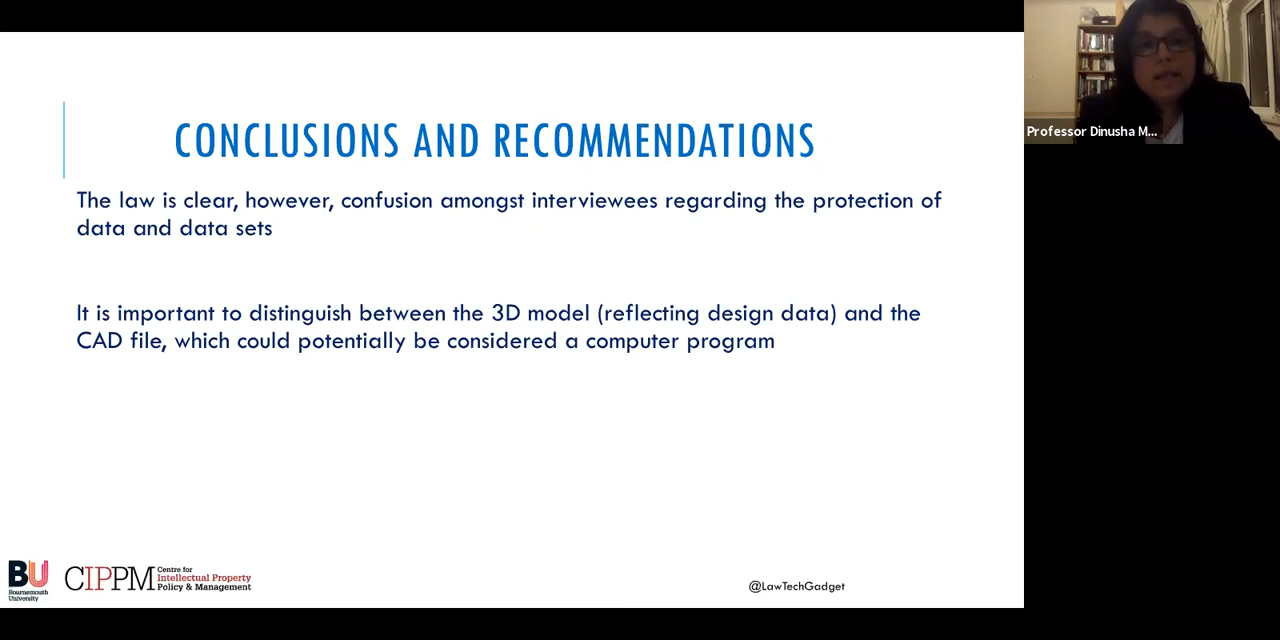 CONCLUSIONS AND RECOMMENDATIONS
The law is clear, however, confusion amongst interviewees regarding the protection of
data and data sets
It is important to distinguish between the 3D model (reflecting design data) and the
CAD file, which could potentially be considered a computer program
Professor Dinusha M...
BU
Bournemouth
University
CIPPM
Centre for
Intellectual Property
Policy & Management
@LawTechGadget